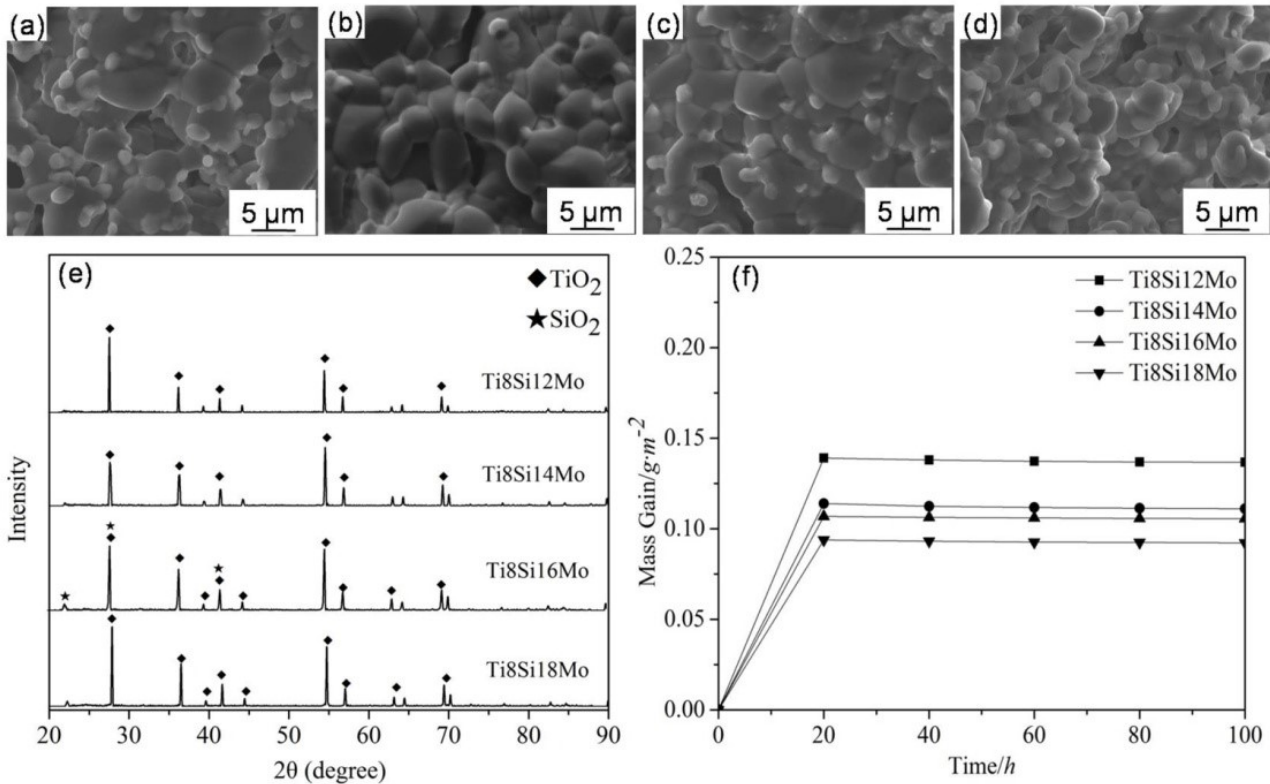 (a)
5 μm
(b)
5 μm
(c)
5 μm
(d)
5 μm
(e)
TiO₂
SiO₂
Ti8Si12Mo
Ti8Si14Mo
Ti8Si16Mo
Ti8Si18Mo
Intensity
20 30 40 50 60 70 80 90
2θ (degree)
(f)
Ti8Si12Mo
Ti8Si14Mo
Ti8Si16Mo
Ti8Si18Mo
Mass Gain/g·m⁻²
0.25
0.20
0.15
0.10
0.05
0.00
0 20 40 60 80 100
Time/h